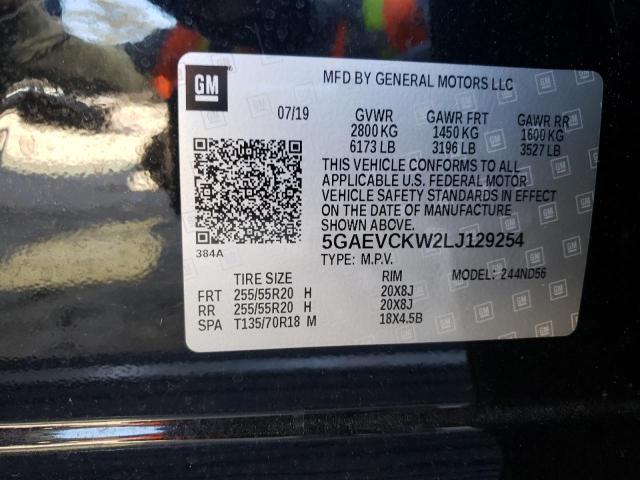 GM
MFD BY GENERAL MOTORS LLC
07/19 GVWR GAWR FRT GAWR RR
2800 KG 1450 KG 1600 KG
6173 LB 3196 LB 3527 LB
THIS VEHICLE CONFORMS TO ALL
APPLICABLE U.S. FEDERAL MOTOR
VEHICLE SAFETY STANDARDS IN EFFECT
ON THE DATE OF MANUFACTURE
SHOWN ABOVE.
384A
5GAEVCKW2LJ129254
TYPE: M.P.V.
TIRE SIZE RIM MODEL: 244ND56
FRT 255/55R20 H 20X8J
RR 255/55R20 H 20X8J
SPA T135/70R18 M 18X4.5B